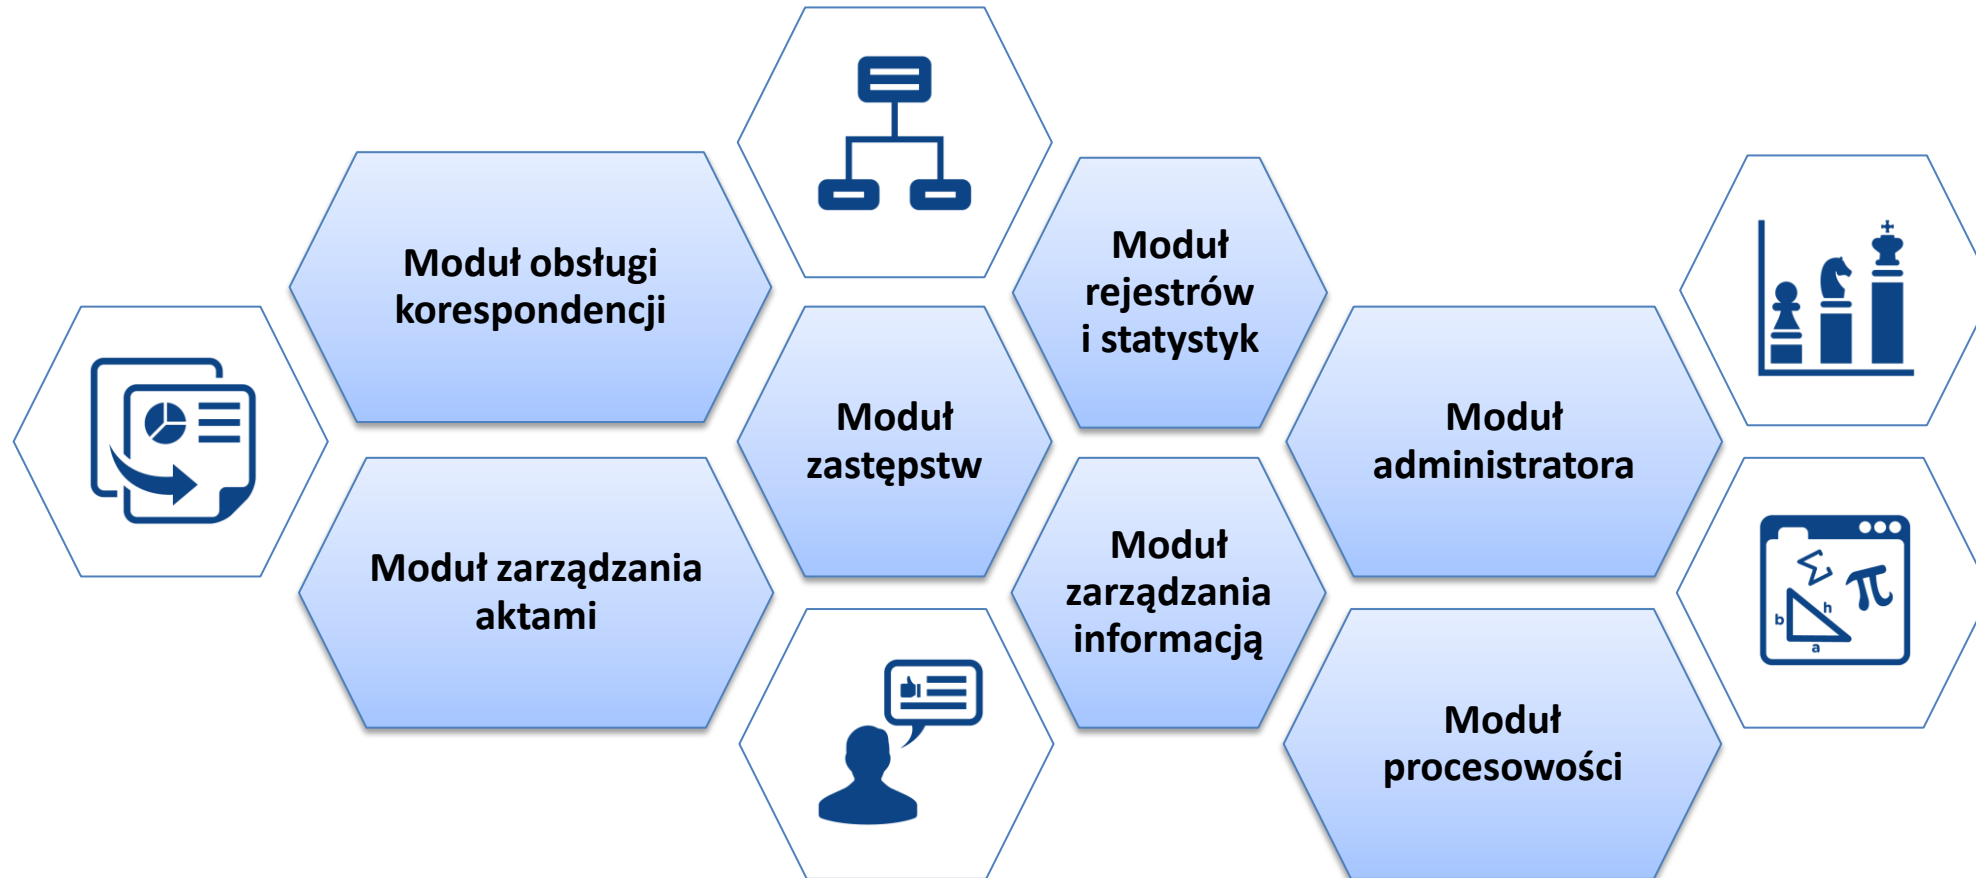 Moduł obsługi
korespondencji
Moduł zarządzania
aktami
Moduł
zastępstw
Moduł
rejestrów
i statystyk
Moduł
zarządzania
informacją
Moduł
administratora
Moduł
procesowości
Σ
π
b
h
a